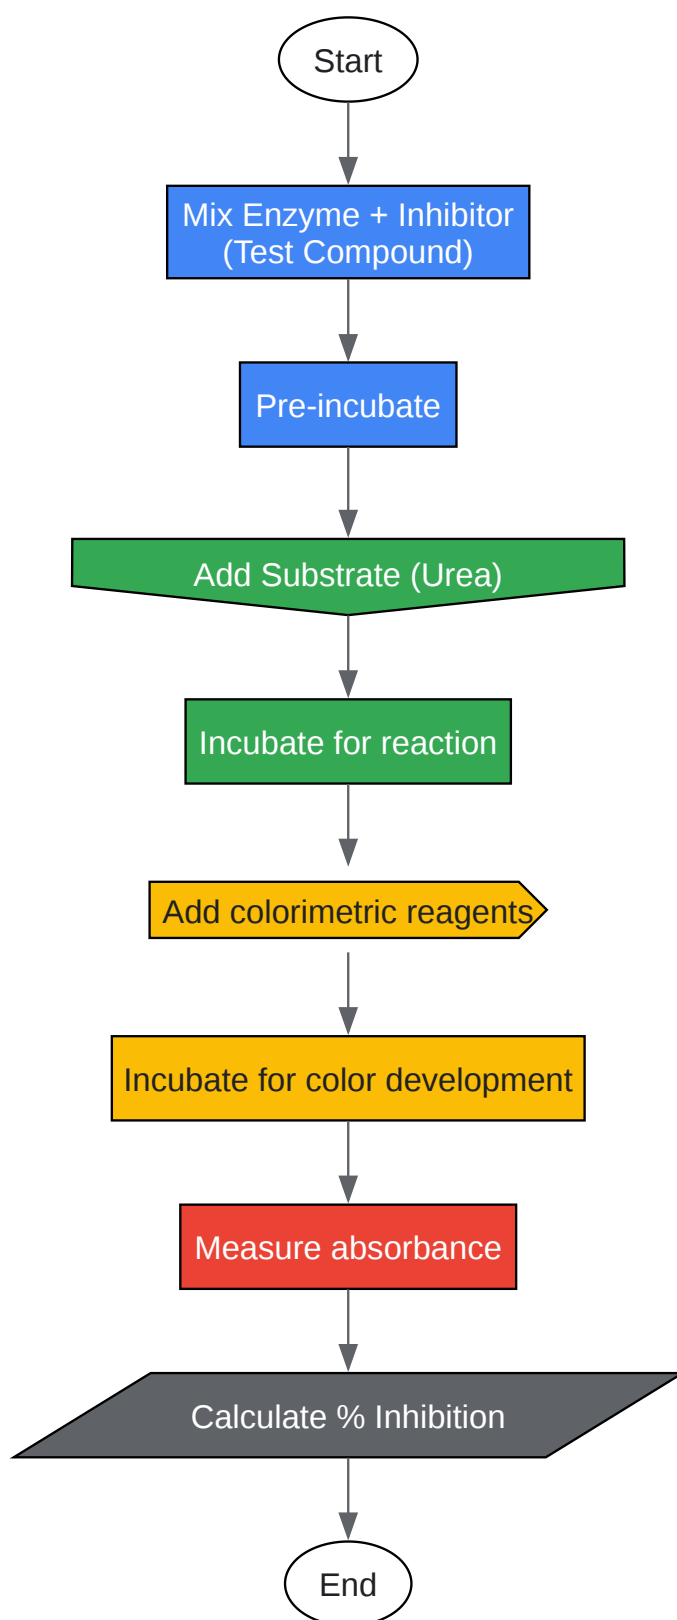 Start
Mix Enzyme + Inhibitor
(Test Compound)
Pre-incubate
Add Substrate (Urea)
Incubate for reaction
Add colorimetric reagents
Incubate for color development
Measure absorbance
Calculate % Inhibition
End